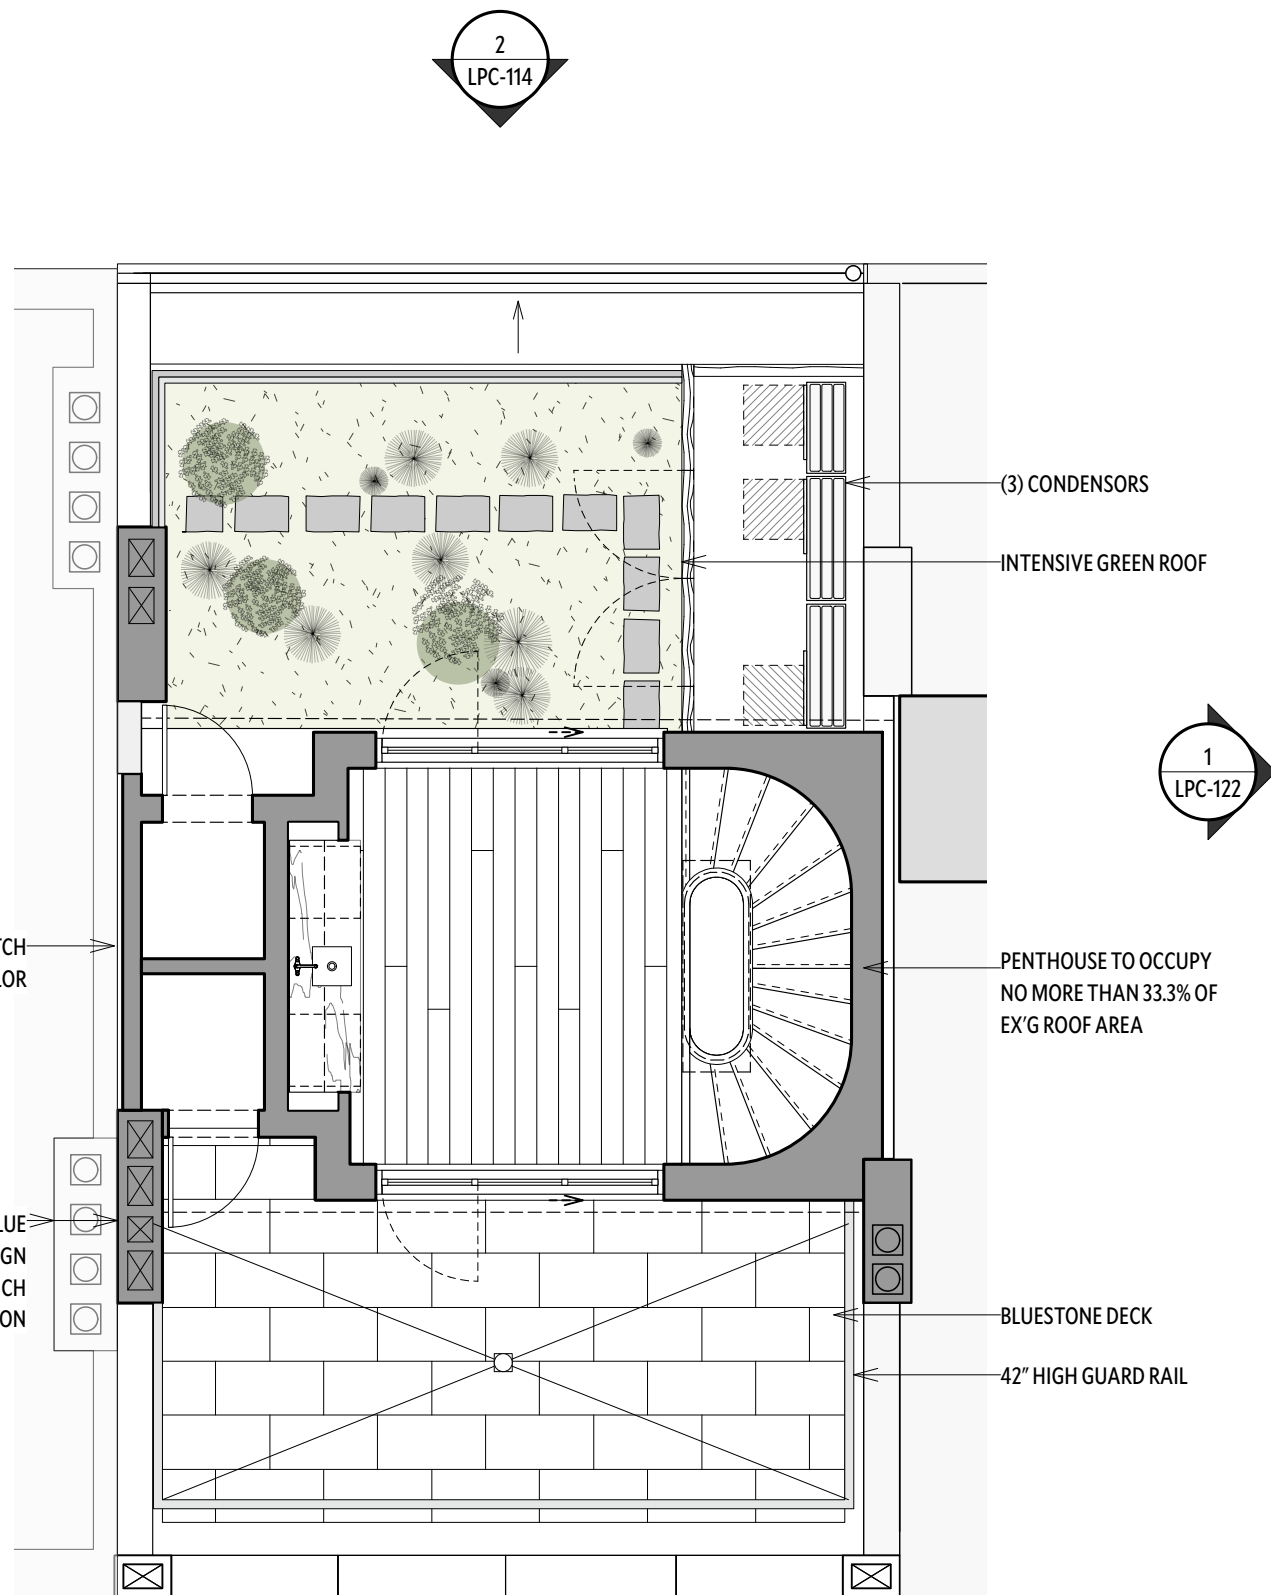 2
LPC-114
(3) CONDENSORS
INTENSIVE GREEN ROOF
1
LPC-122
PENTHOUSE TO OCCUPY
NO MORE THAN 33.3% OF
EX'G ROOF AREA
BLUESTONE DECK
42" HIGH GUARD RAIL